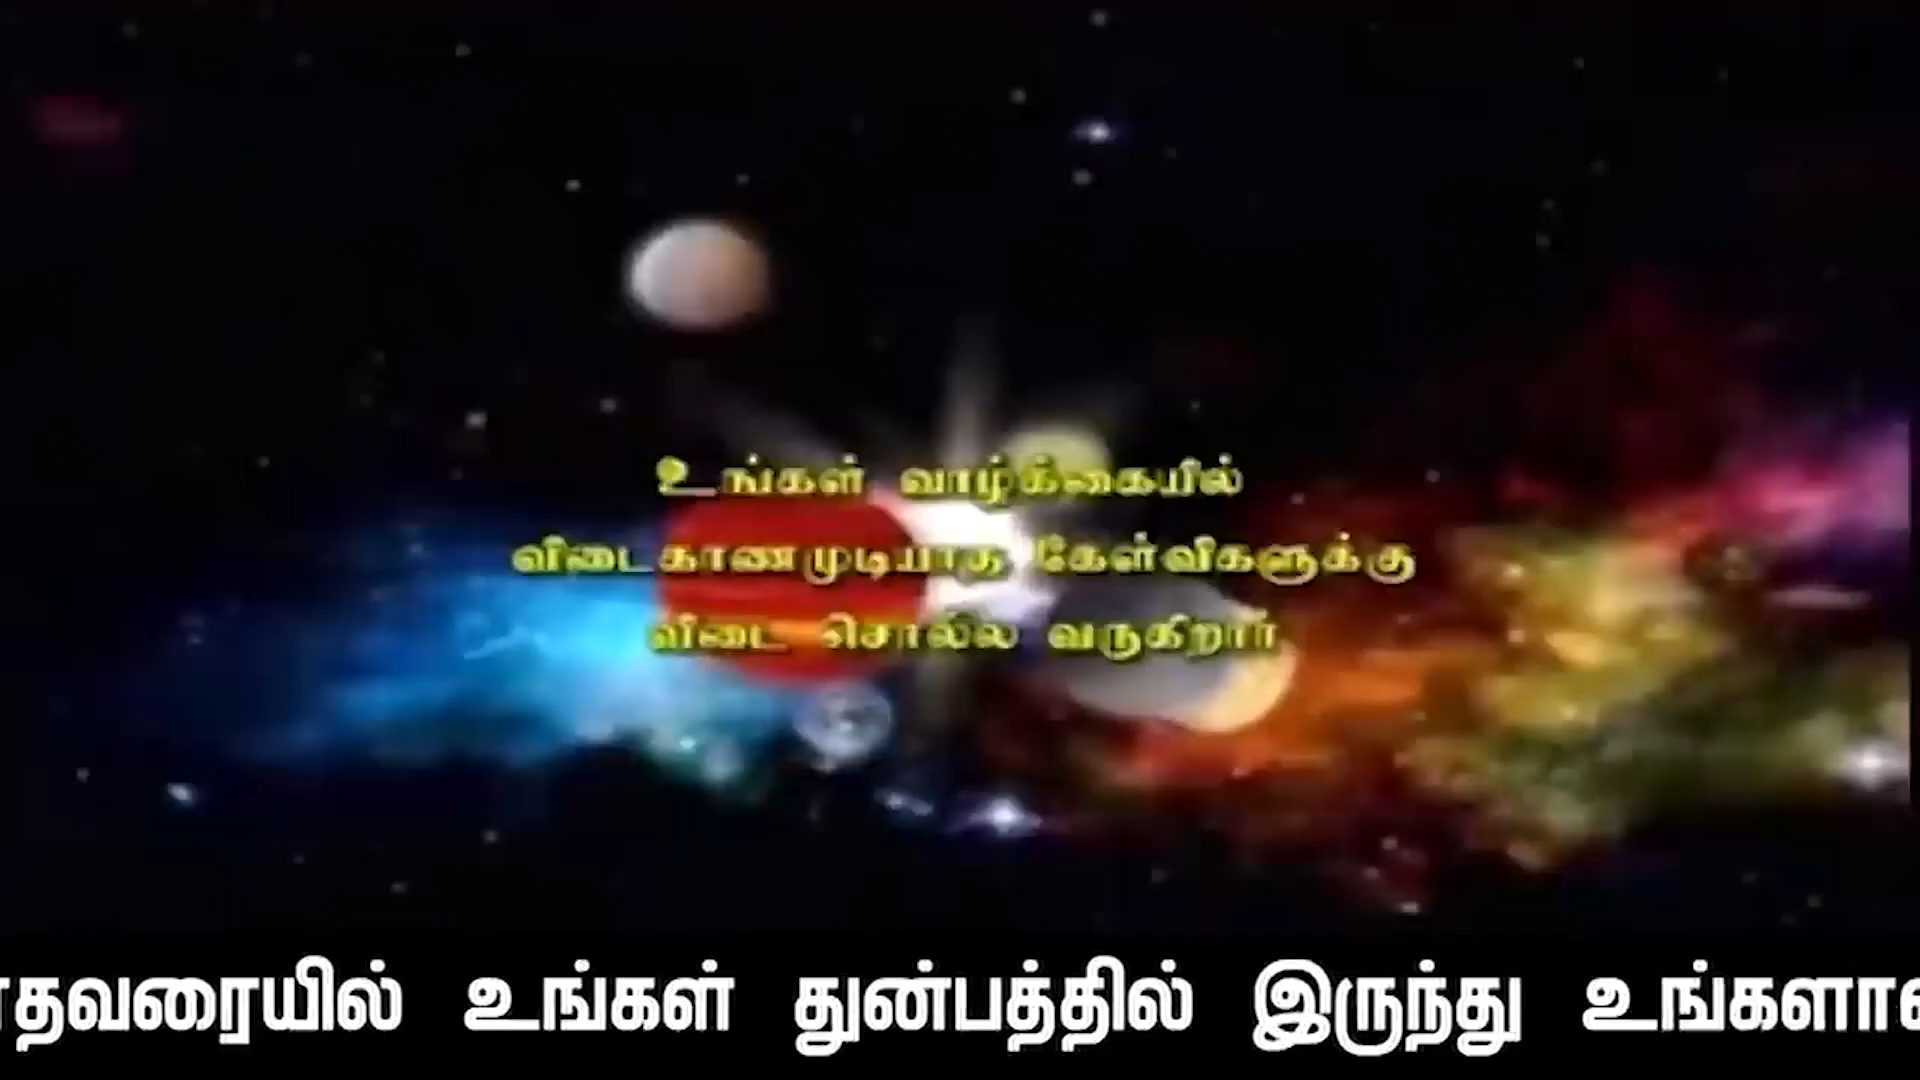 உங்கள் வாழ்க்கையில்
விடைகாணமுடியாத கேள்விகளுக்கு
விடை சொல்ல வருகிறார்
தவரையில் உங்கள் துன்பத்தில் இருந்து உங்களா